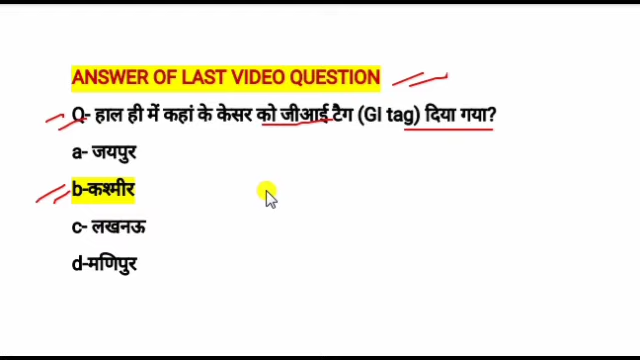 ANSWER OF LAST VIDEO QUESTION
Q- हाल ही में कहां के केसर को जीआई टैग (GI tag) दिया गया?
a- जयपुर
b-कश्मीर
c- लखनऊ
d-मणिपुर